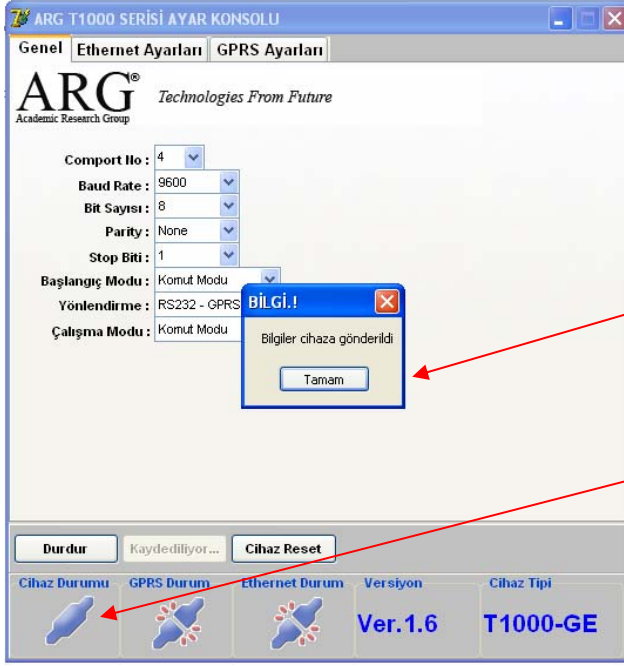 ARG T1000 SERİSİ AYAR KONSOLU
Genel Ethernet Ayarları GPRS Ayarları
ARG® Technologies From Future
Academic Research Group
Comport No : 4
Baud Rate : 9600
Bit Sayısı : 8
Parity : None
Stop Biti : 1
Başlangıç Modu : Komut Modu
Yönlendirme : RS232 - GPRS
Çalışma Modu : Komut Modu
BİLGİ.!
Bilgiler cihaza gönderildi
Tamam
Durdur Kaydediliyor... Cihaz Reset
Cihaz Durumu GPRS Durum Ethernet Durum Versiyon Cihaz Tipi
Ver.1.6 T1000-GE